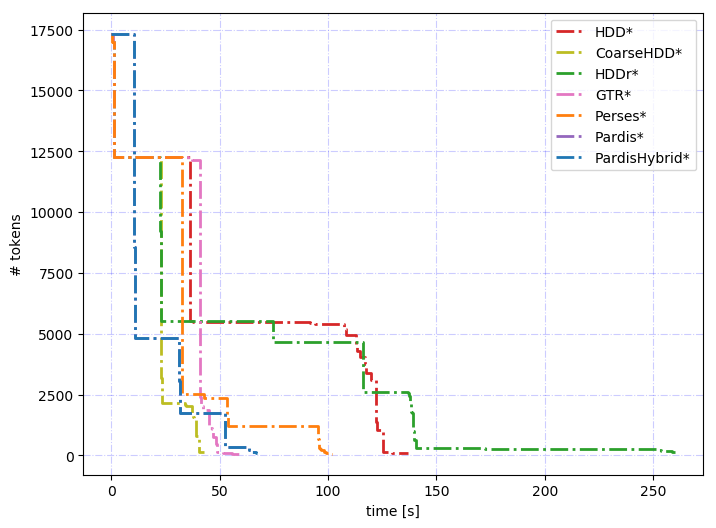 17500
15000
12500
10000
7500
5000
2500
0
# tokens
HDD*
CoarseHDD*
HDDr*
GTR*
Perses*
Pardis*
PardisHybrid*
0 50 100 150 200 250
time [s]